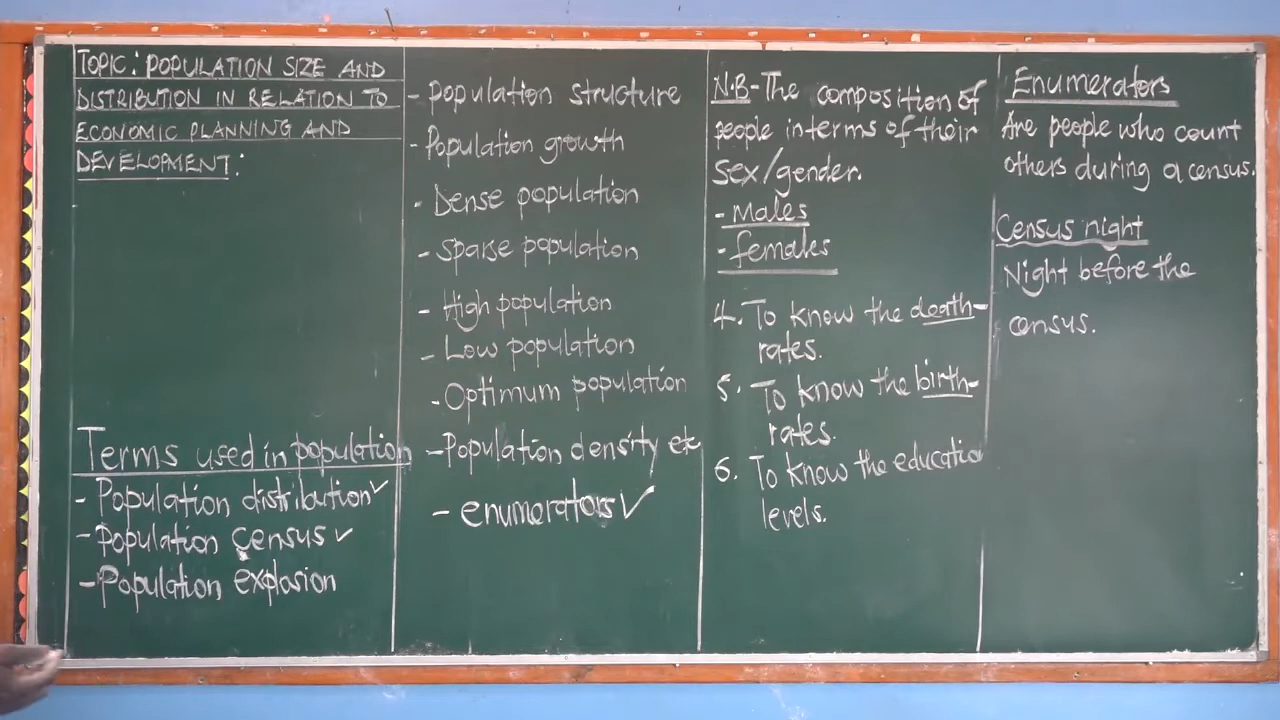 TOPIC: POPULATION SIZE AND
DISTRIBUTION IN RELATION TO
ECONOMIC PLANNING AND
DEVELOPMENT:
Terms used in population
- Population distribution ✓
- Population census ✓
- Population explosion
- Population structure
- Population growth
- Dense population
- Sparse population
- High population
- Low population
- Optimum population
- Population density etc
- enumerators ✓
N.B - The composition of
people interms of their
sex/gender.
- Males
- females
4. To know the death-
rates.
5. To know the birth-
rates.
6. To know the education
levels.
Enumerators
Are people who count
others during a census.
Census night
Night before the
census.